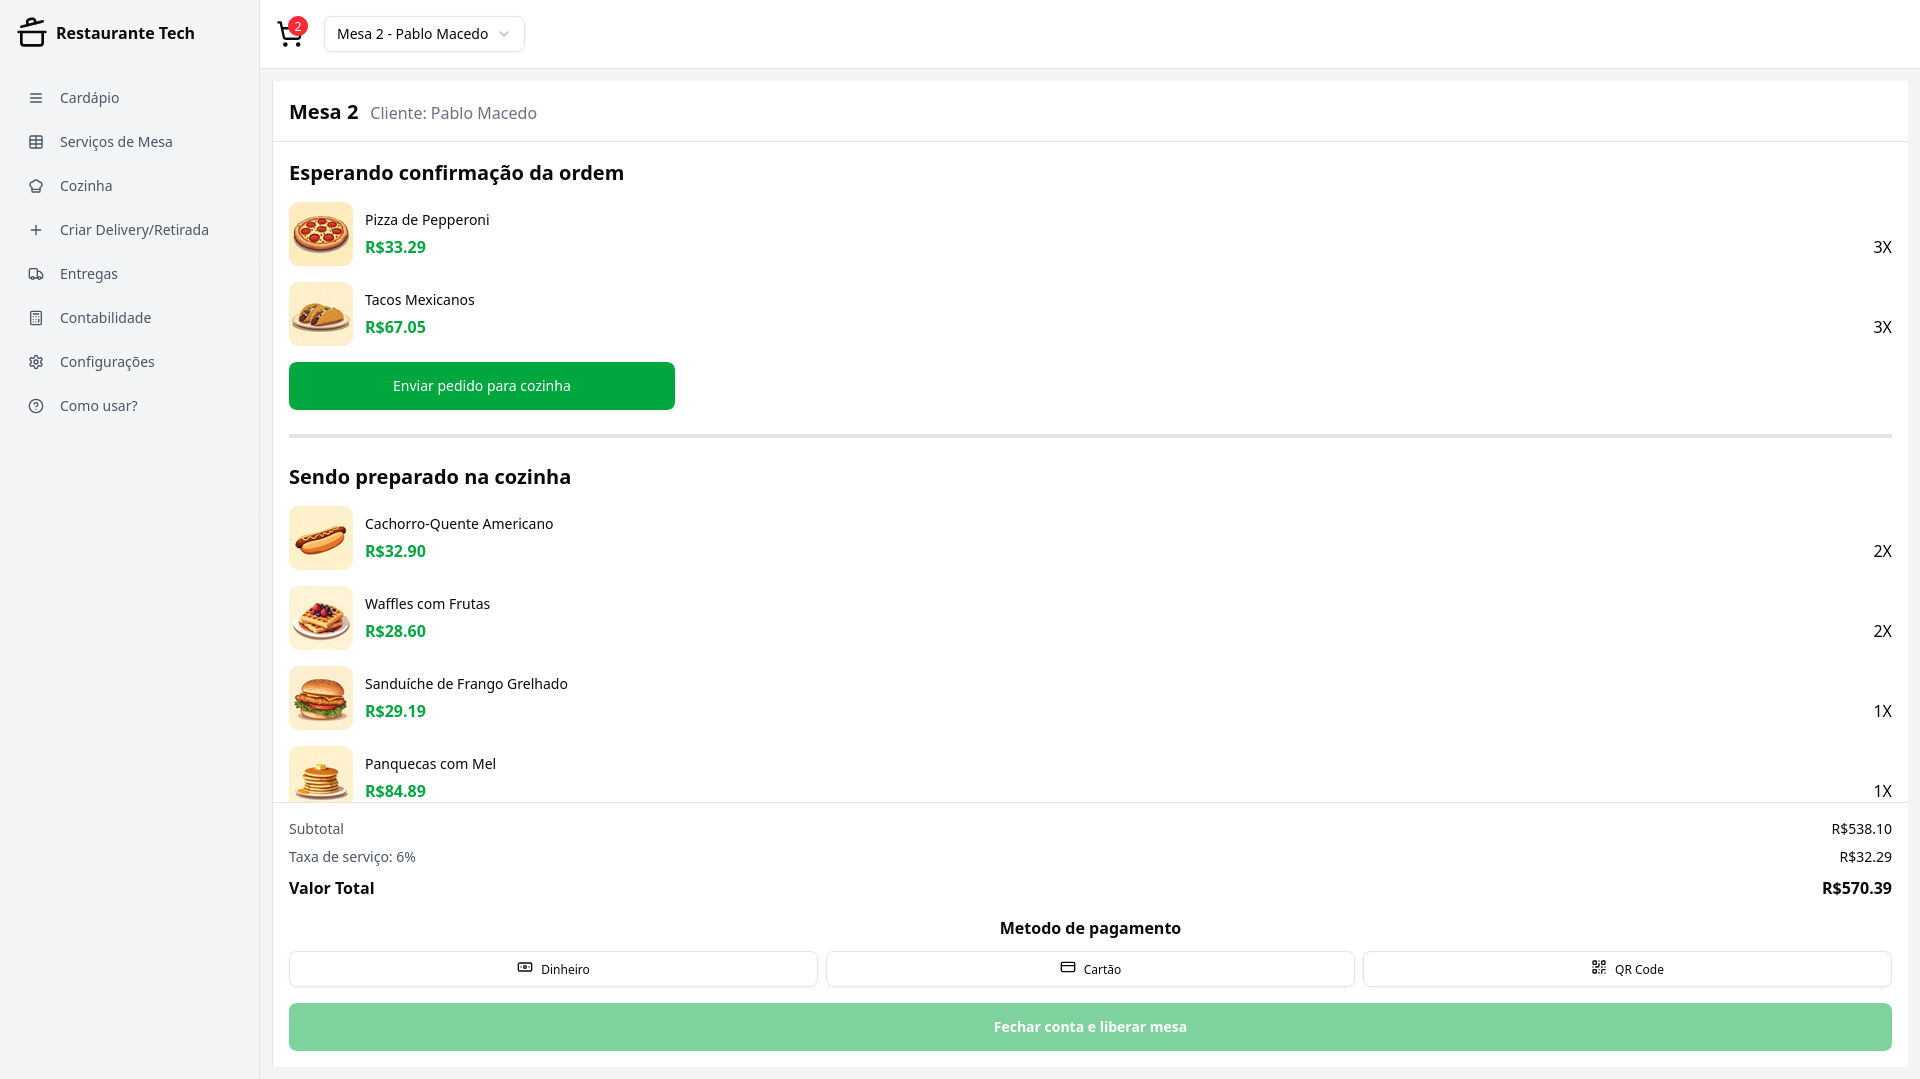 Restaurante Tech
2
Mesa 2 - Pablo Macedo
Cardápio
Serviços de Mesa
Cozinha
Criar Delivery/Retirada
Entregas
Contabilidade
Configurações
Como usar?
Mesa 2 Cliente: Pablo Macedo
Esperando confirmação da ordem
Pizza de Pepperoni
R$33.29 3X
Tacos Mexicanos
R$67.05 3X
Enviar pedido para cozinha
Sendo preparado na cozinha
Cachorro-Quente Americano
R$32.90 2X
Waffles com Frutas
R$28.60 2X
Sanduíche de Frango Grelhado
R$29.19 1X
Panquecas com Mel
R$84.89 1X
Subtotal R$538.10
Taxa de serviço: 6% R$32.29
Valor Total R$570.39
Metodo de pagamento
Dinheiro
Cartão
QR Code
Fechar conta e liberar mesa